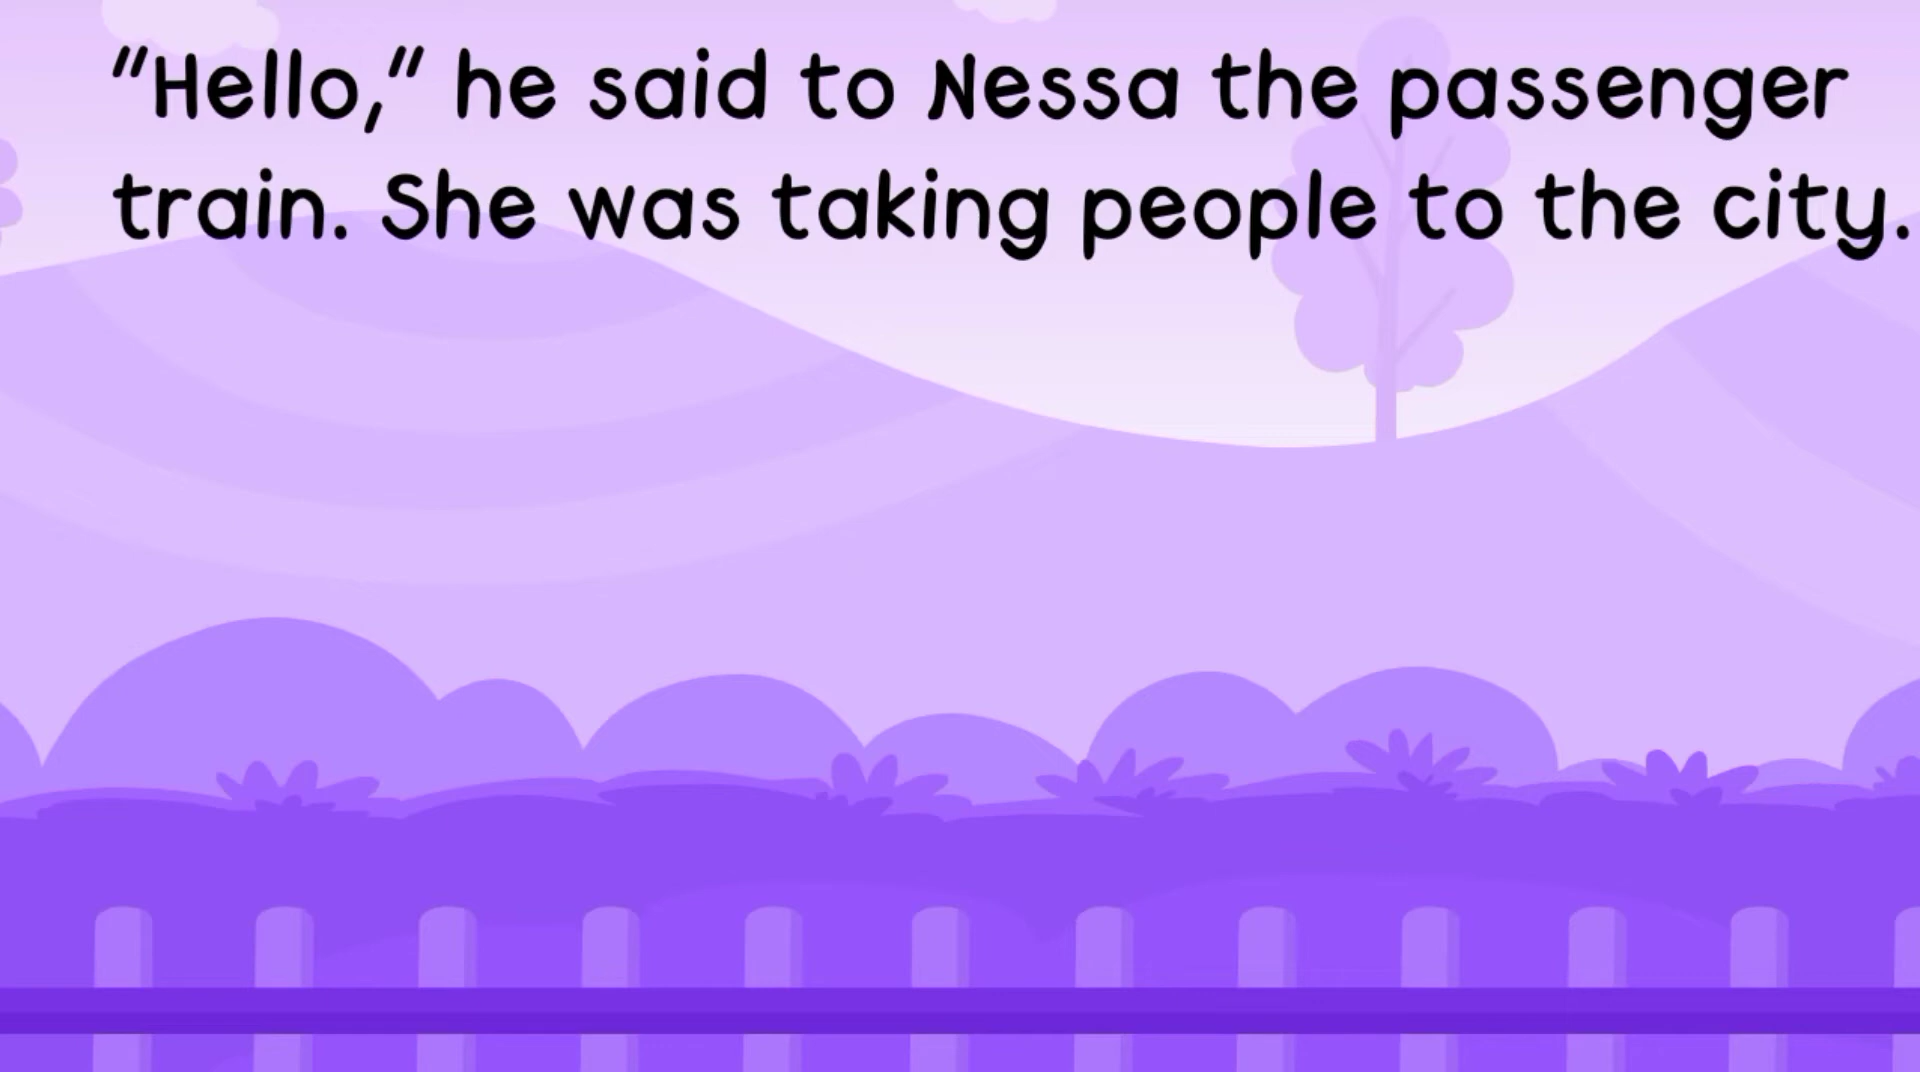 "Hello," he said to Nessa the passenger
train. She was taking people to the city.